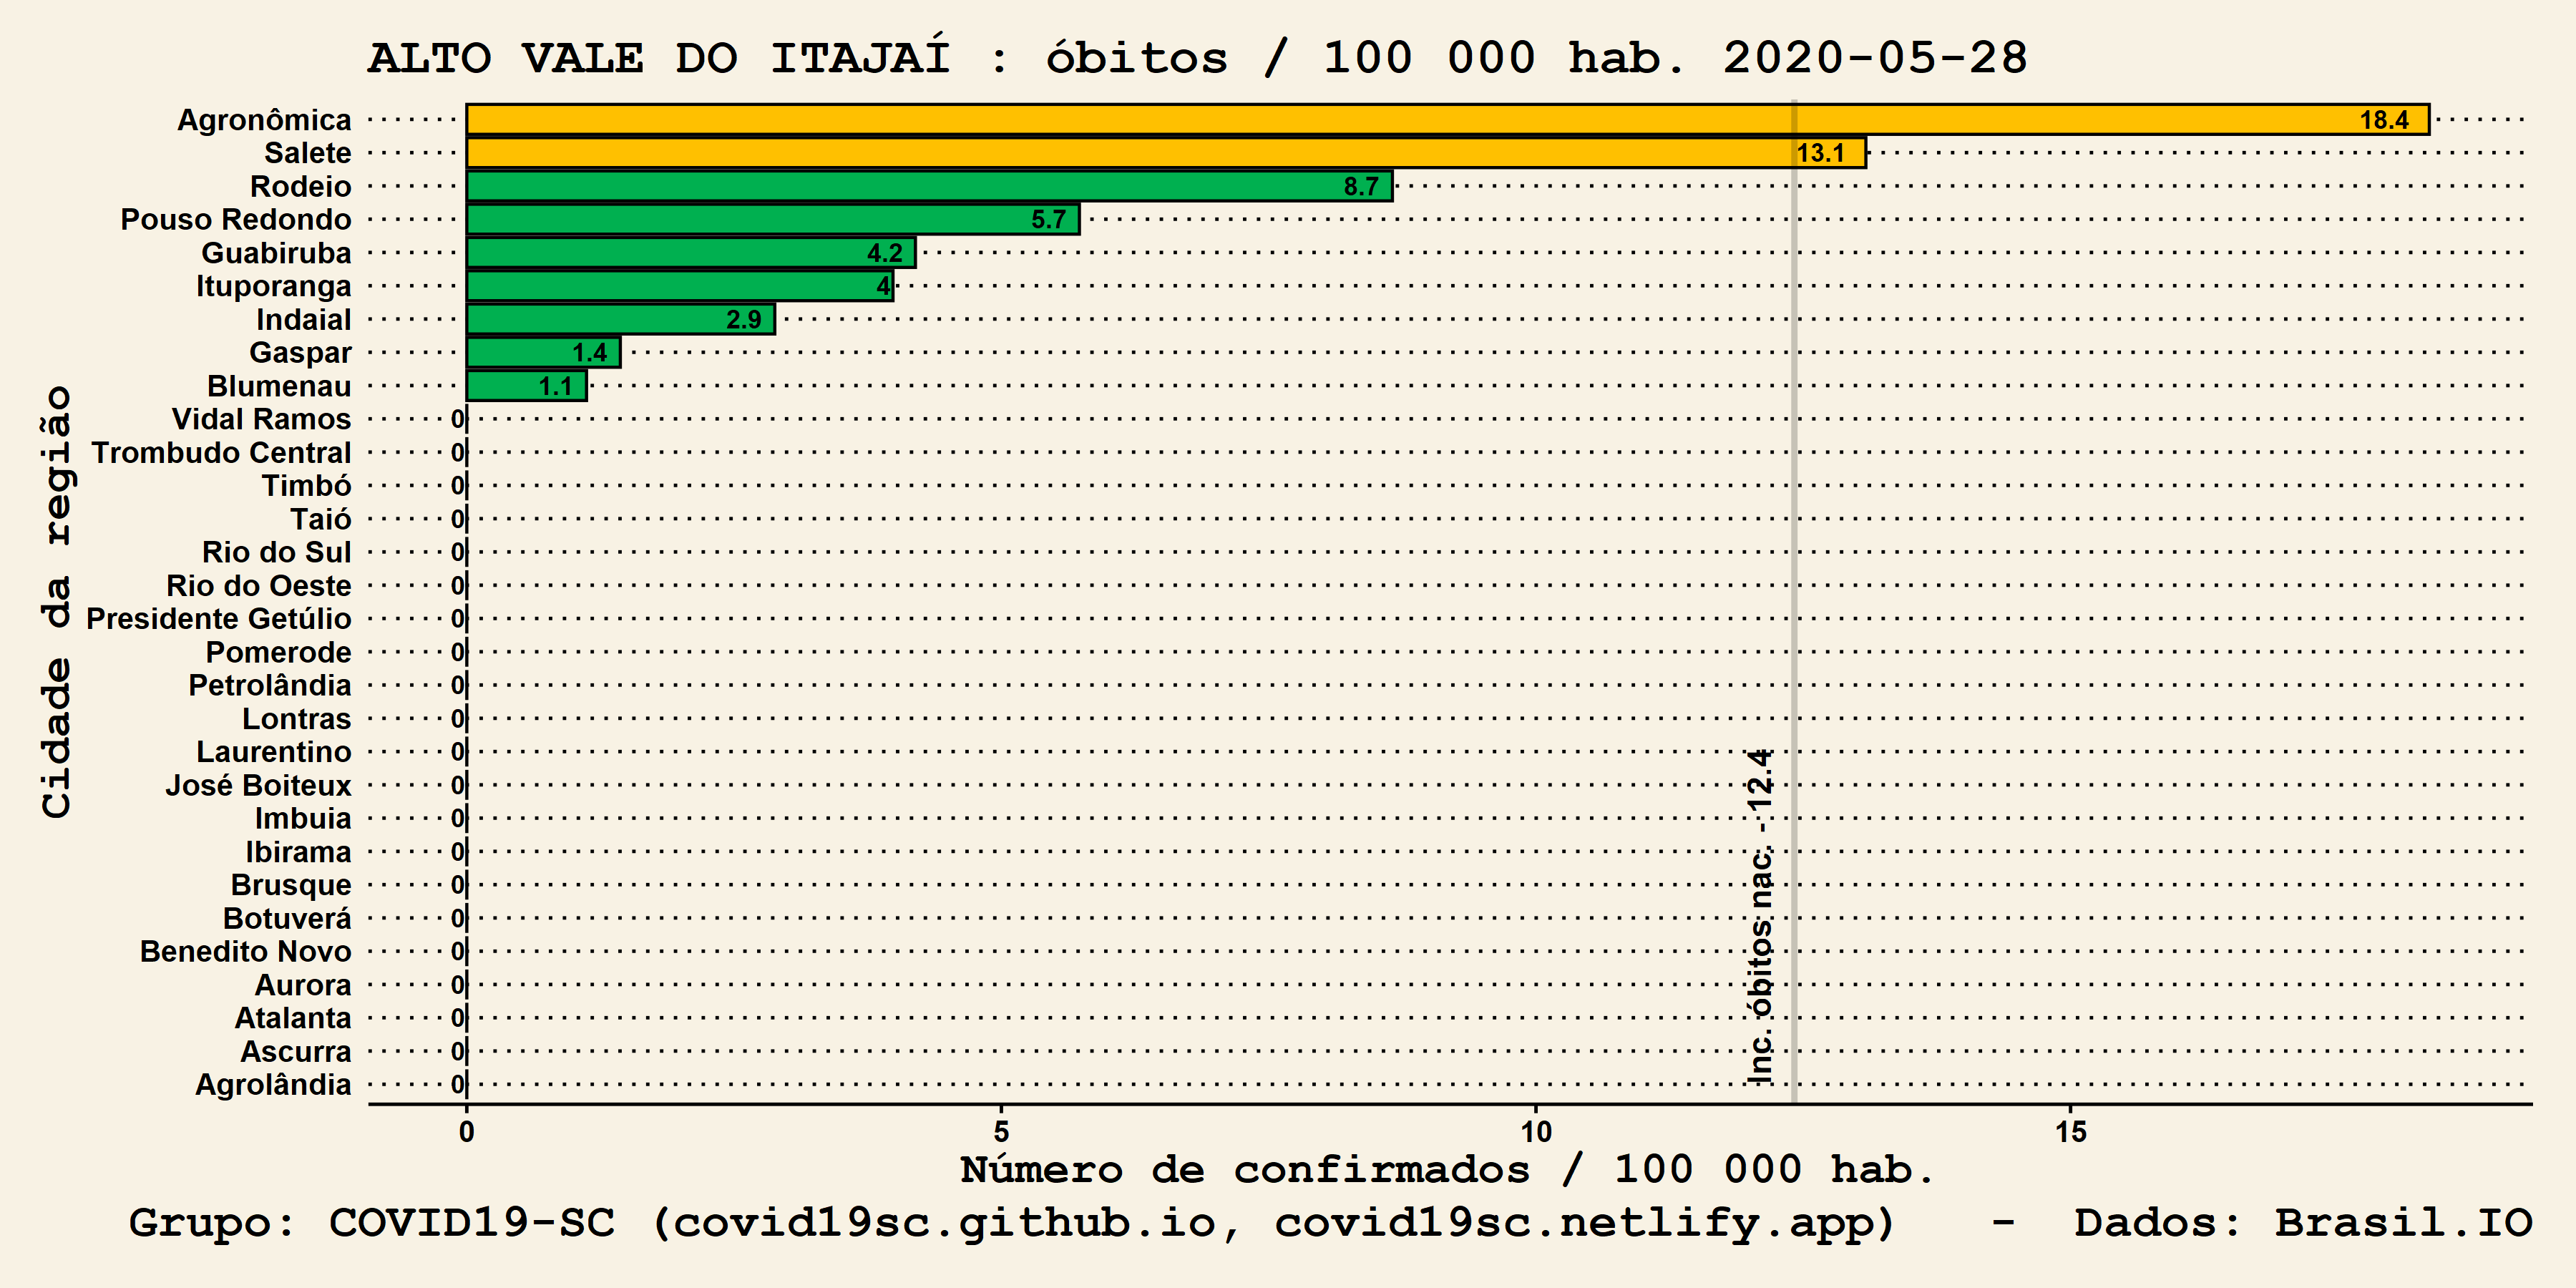 ALTO VALE DO ITAJAÍ : óbitos / 100 000 hab. 2020-05-28
Cidade da região
Agronômica 18.4
Salete 13.1
Rodeio 8.7
Pouso Redondo 5.7
Guabiruba 4.2
Ituporanga 4
Indaial 2.9
Gaspar 1.4
Blumenau 1.1
Vidal Ramos 0
Trombudo Central 0
Timbó 0
Taió 0
Rio do Sul 0
Rio do Oeste 0
Presidente Getúlio 0
Pomerode 0
Petrolândia 0
Lontras 0
Laurentino 0
José Boiteux 0
Imbuia 0
Ibirama 0
Brusque 0
Botuverá 0
Benedito Novo 0
Aurora 0
Atalanta 0
Ascurra 0
Agrolândia 0
Inc. óbitos nac. - 12.4
0 5 10 15
Número de confirmados / 100 000 hab.
Grupo: COVID19-SC (covid19sc.github.io, covid19sc.netlify.app) - Dados: Brasil.IO